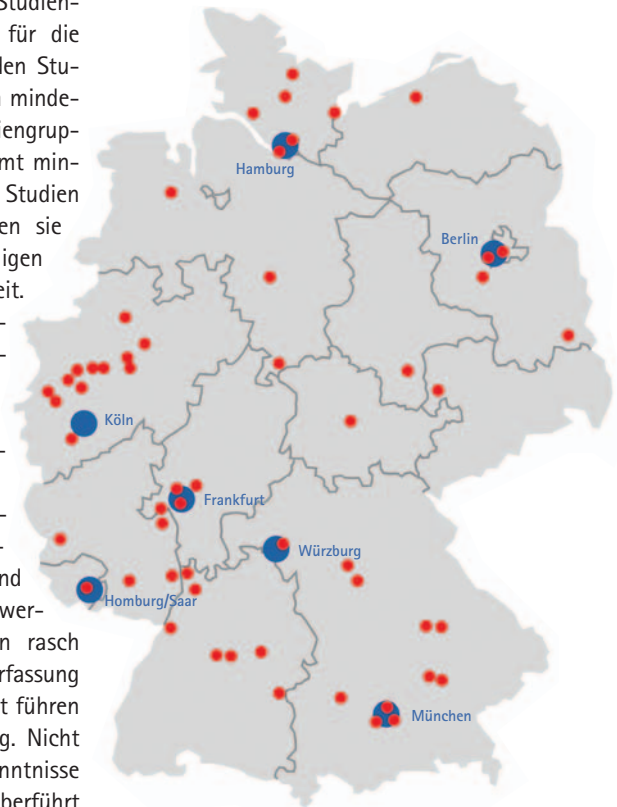 Studien-
für die
den Stu-
minde-
iengrup-
mt min-
Studien
en sie
igen
eit.
-
-
-
-
-
nd
wer-
n rasch
erfassung
t führen
g. Nicht
nntnisse
berführt
Hamburg
Berlin
Köln
Frankfurt
Würzburg
Homburg/Saar
München